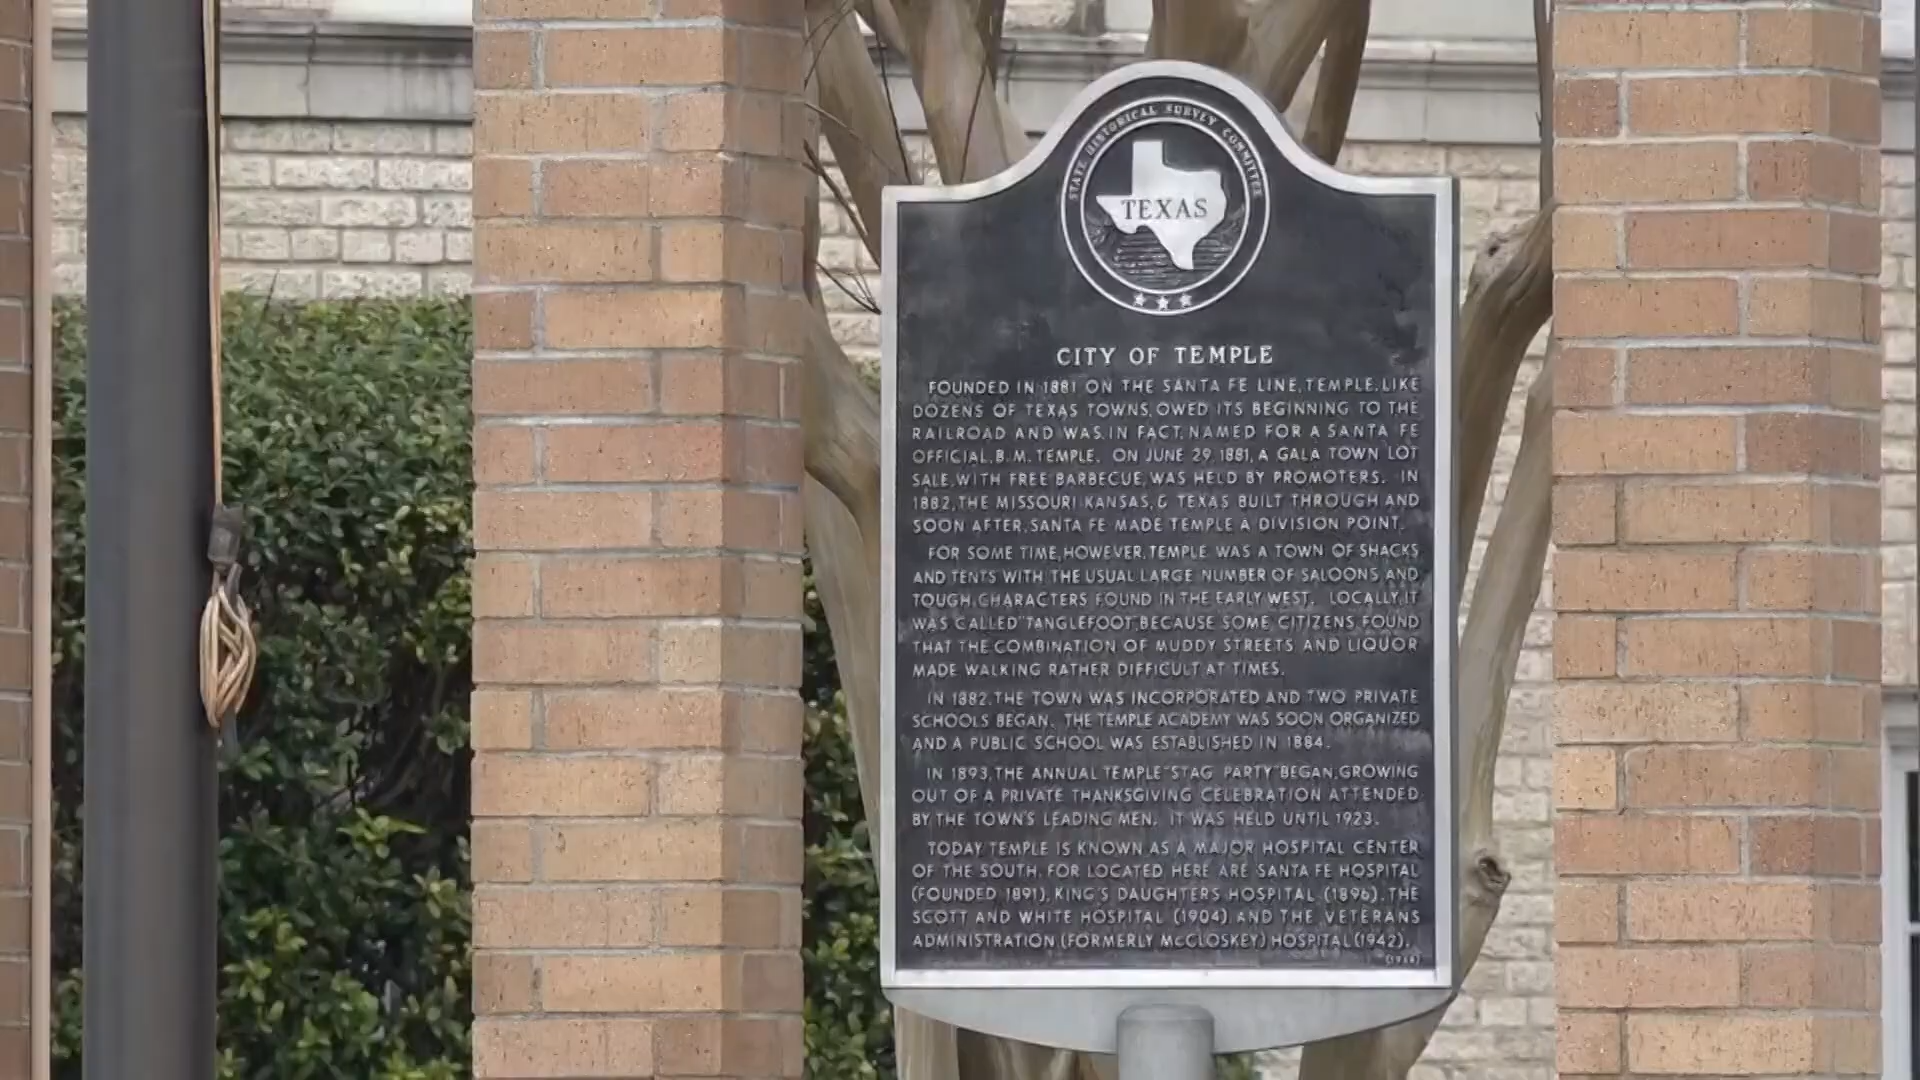 STATE HISTORICAL SURVEY COMMITTEE
TEXAS
CITY OF TEMPLE
FOUNDED IN 1881 ON THE SANTA FE LINE, TEMPLE, LIKE
DOZENS OF TEXAS TOWNS, OWED ITS BEGINNING TO THE
RAILROAD AND WAS, IN FACT, NAMED FOR A SANTA FE
OFFICIAL, B. M. TEMPLE. ON JUNE 29, 1881, A GALA TOWN LOT
SALE, WITH FREE BARBECUE, WAS HELD BY PROMOTERS. IN
1882, THE MISSOURI, KANSAS, & TEXAS BUILT THROUGH AND
SOON AFTER, SANTA FE MADE TEMPLE A DIVISION POINT.
FOR SOME TIME, HOWEVER, TEMPLE WAS A TOWN OF SHACKS
AND TENTS WITH THE USUAL LARGE NUMBER OF SALOONS AND
TOUGH CHARACTERS FOUND IN THE EARLY WEST. LOCALLY, IT
WAS CALLED "TANGLEFOOT", BECAUSE SOME CITIZENS FOUND
THAT THE COMBINATION OF MUDDY STREETS AND LIQUOR
MADE WALKING RATHER DIFFICULT AT TIMES.
IN 1882, THE TOWN WAS INCORPORATED AND TWO PRIVATE
SCHOOLS BEGAN. THE TEMPLE ACADEMY WAS SOON ORGANIZED
AND A PUBLIC SCHOOL WAS ESTABLISHED IN 1884.
IN 1893, THE ANNUAL TEMPLE "STAG PARTY" BEGAN, GROWING
OUT OF A PRIVATE THANKSGIVING CELEBRATION ATTENDED
BY THE TOWN'S LEADING MEN. IT WAS HELD UNTIL 1923.
TODAY TEMPLE IS KNOWN AS A MAJOR HOSPITAL CENTER
OF THE SOUTH, FOR LOCATED HERE ARE SANTA FE HOSPITAL
(FOUNDED 1891), KING'S DAUGHTERS HOSPITAL (1896), THE
SCOTT AND WHITE HOSPITAL (1904) AND THE VETERANS
ADMINISTRATION (FORMERLY McCLOSKEY) HOSPITAL (1942).